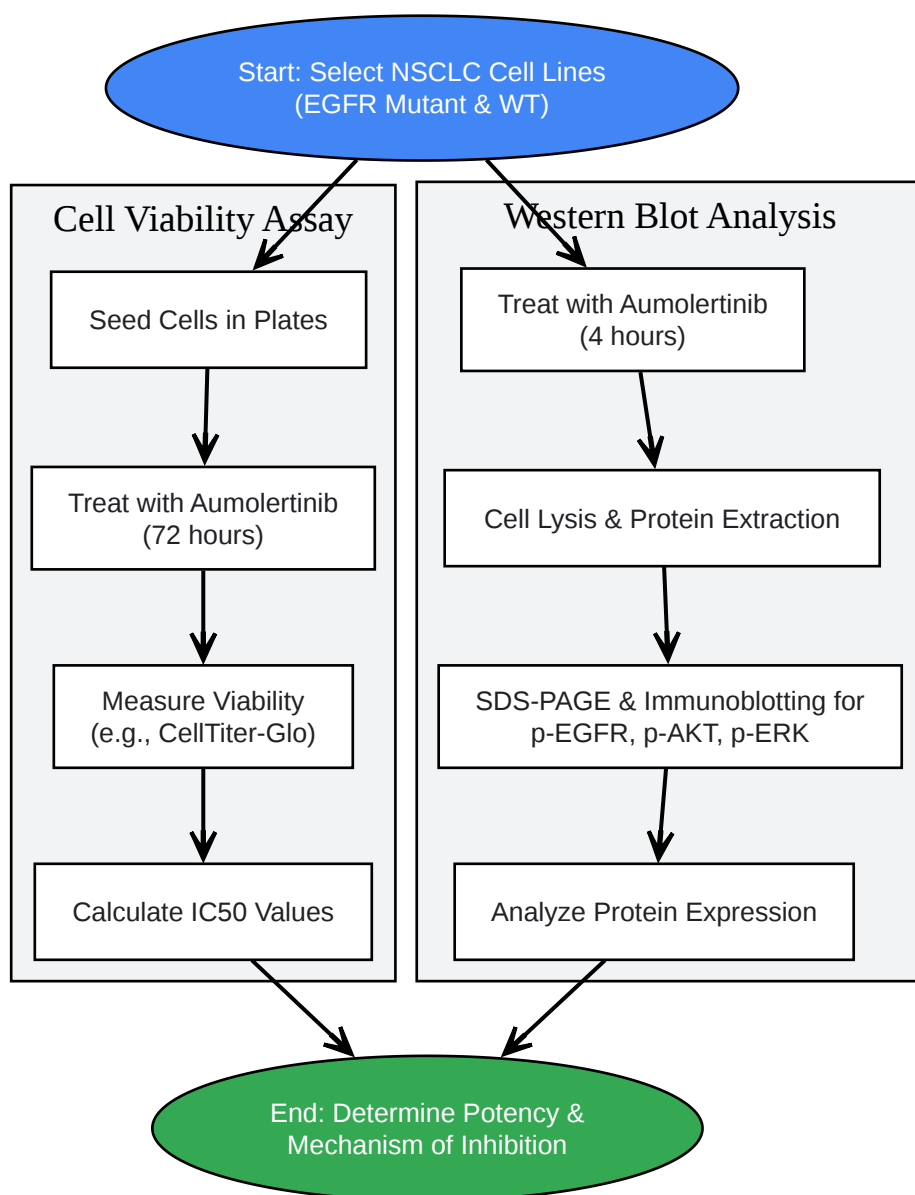 Start: Select NSCLC Cell Lines
(EGFR Mutant & WT)
Cell Viability Assay
Seed Cells in Plates
Treat with Aumolertinib
(72 hours)
Measure Viability
(e.g., CellTiter-Glo)
Calculate IC50 Values
Western Blot Analysis
Treat with Aumolertinib
(4 hours)
Cell Lysis & Protein Extraction
SDS-PAGE & Immunoblotting for
p-EGFR, p-AKT, p-ERK
Analyze Protein Expression
End: Determine Potency &
Mechanism of Inhibition